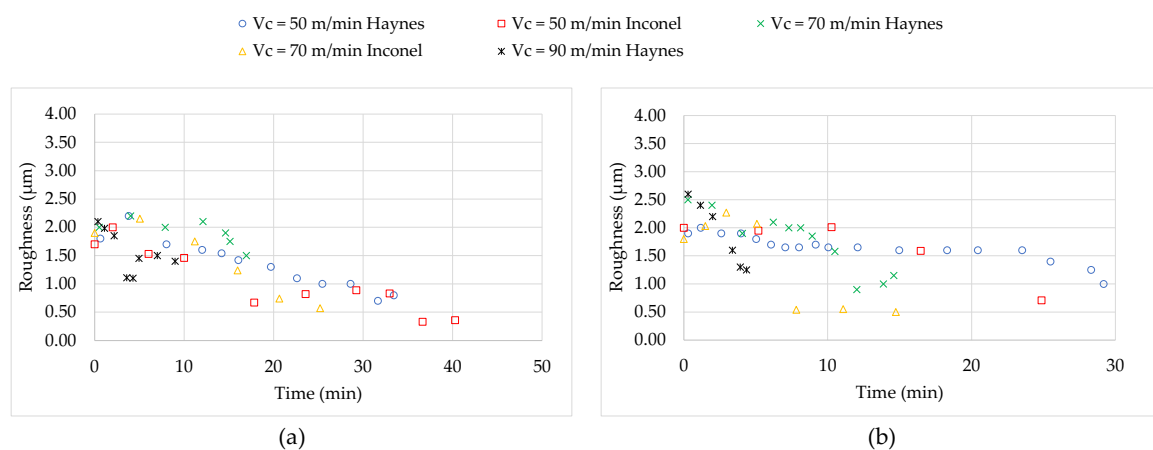 Vc = 50 m/min Haynes Vc = 50 m/min Inconel Vc = 70 m/min Haynes
Vc = 70 m/min Inconel Vc = 90 m/min Haynes
Roughness (µm)
4.00
3.50
3.00
2.50
2.00
1.50
1.00
0.50
0.00
0 10 20 30 40 50
Time (min)
(a)
Roughness (µm)
4.00
3.50
3.00
2.50
2.00
1.50
1.00
0.50
0.00
0 10 20 30
Time (min)
(b)